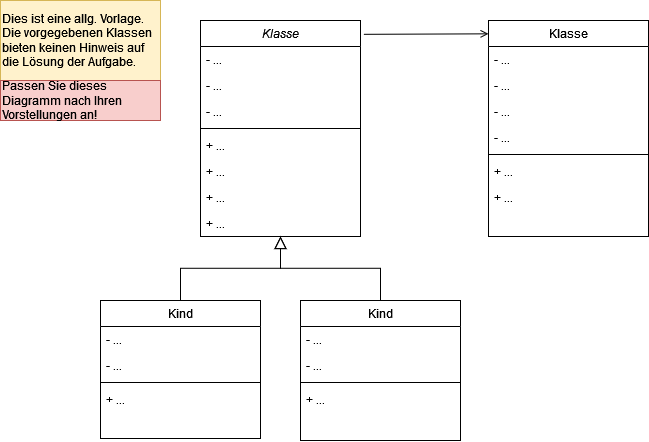 Dies ist eine allg. Vorlage.
Die vorgegebenen Klassen
bieten keinen Hinweis auf
die Lösung der Aufgabe.
Passen Sie dieses
Diagramm nach Ihren
Vorstellungen an!
Klasse
- ...
- ...
- ...
+ ...
+ ...
+ ...
+ ...
Klasse
- ...
- ...
- ...
- ...
+ ...
+ ...
Kind
- ...
- ...
+ ...
Kind
- ...
- ...
+ ...